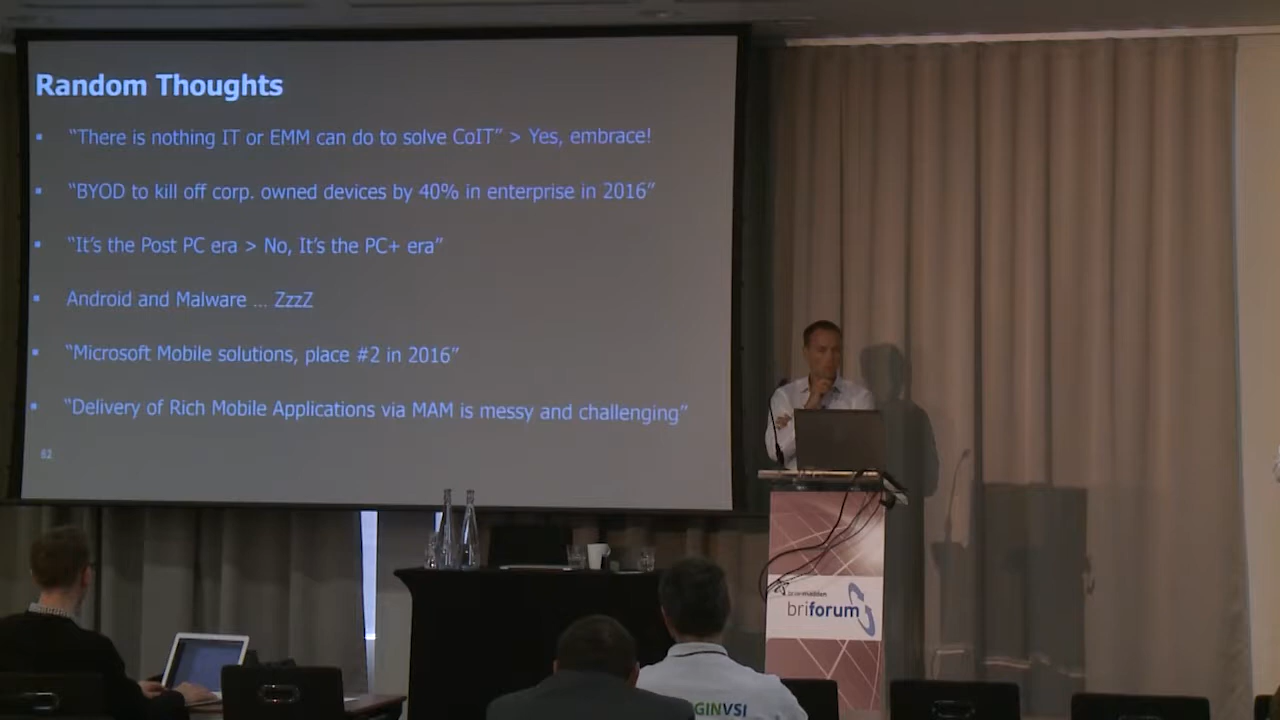 Random Thoughts
▪ “There is nothing IT or EMM can do to solve CoIT” > Yes, embrace!
▪ “BYOD to kill off corp. owned devices by 40% in enterprise in 2016”
▪ “It’s the Post PC era > No, It’s the PC+ era”
▪ Android and Malware … ZzzZ
▪ “Microsoft Mobile solutions, place #2 in 2016”
▪ “Delivery of Rich Mobile Applications via MAM is messy and challenging”
62
briforum
GINVSI